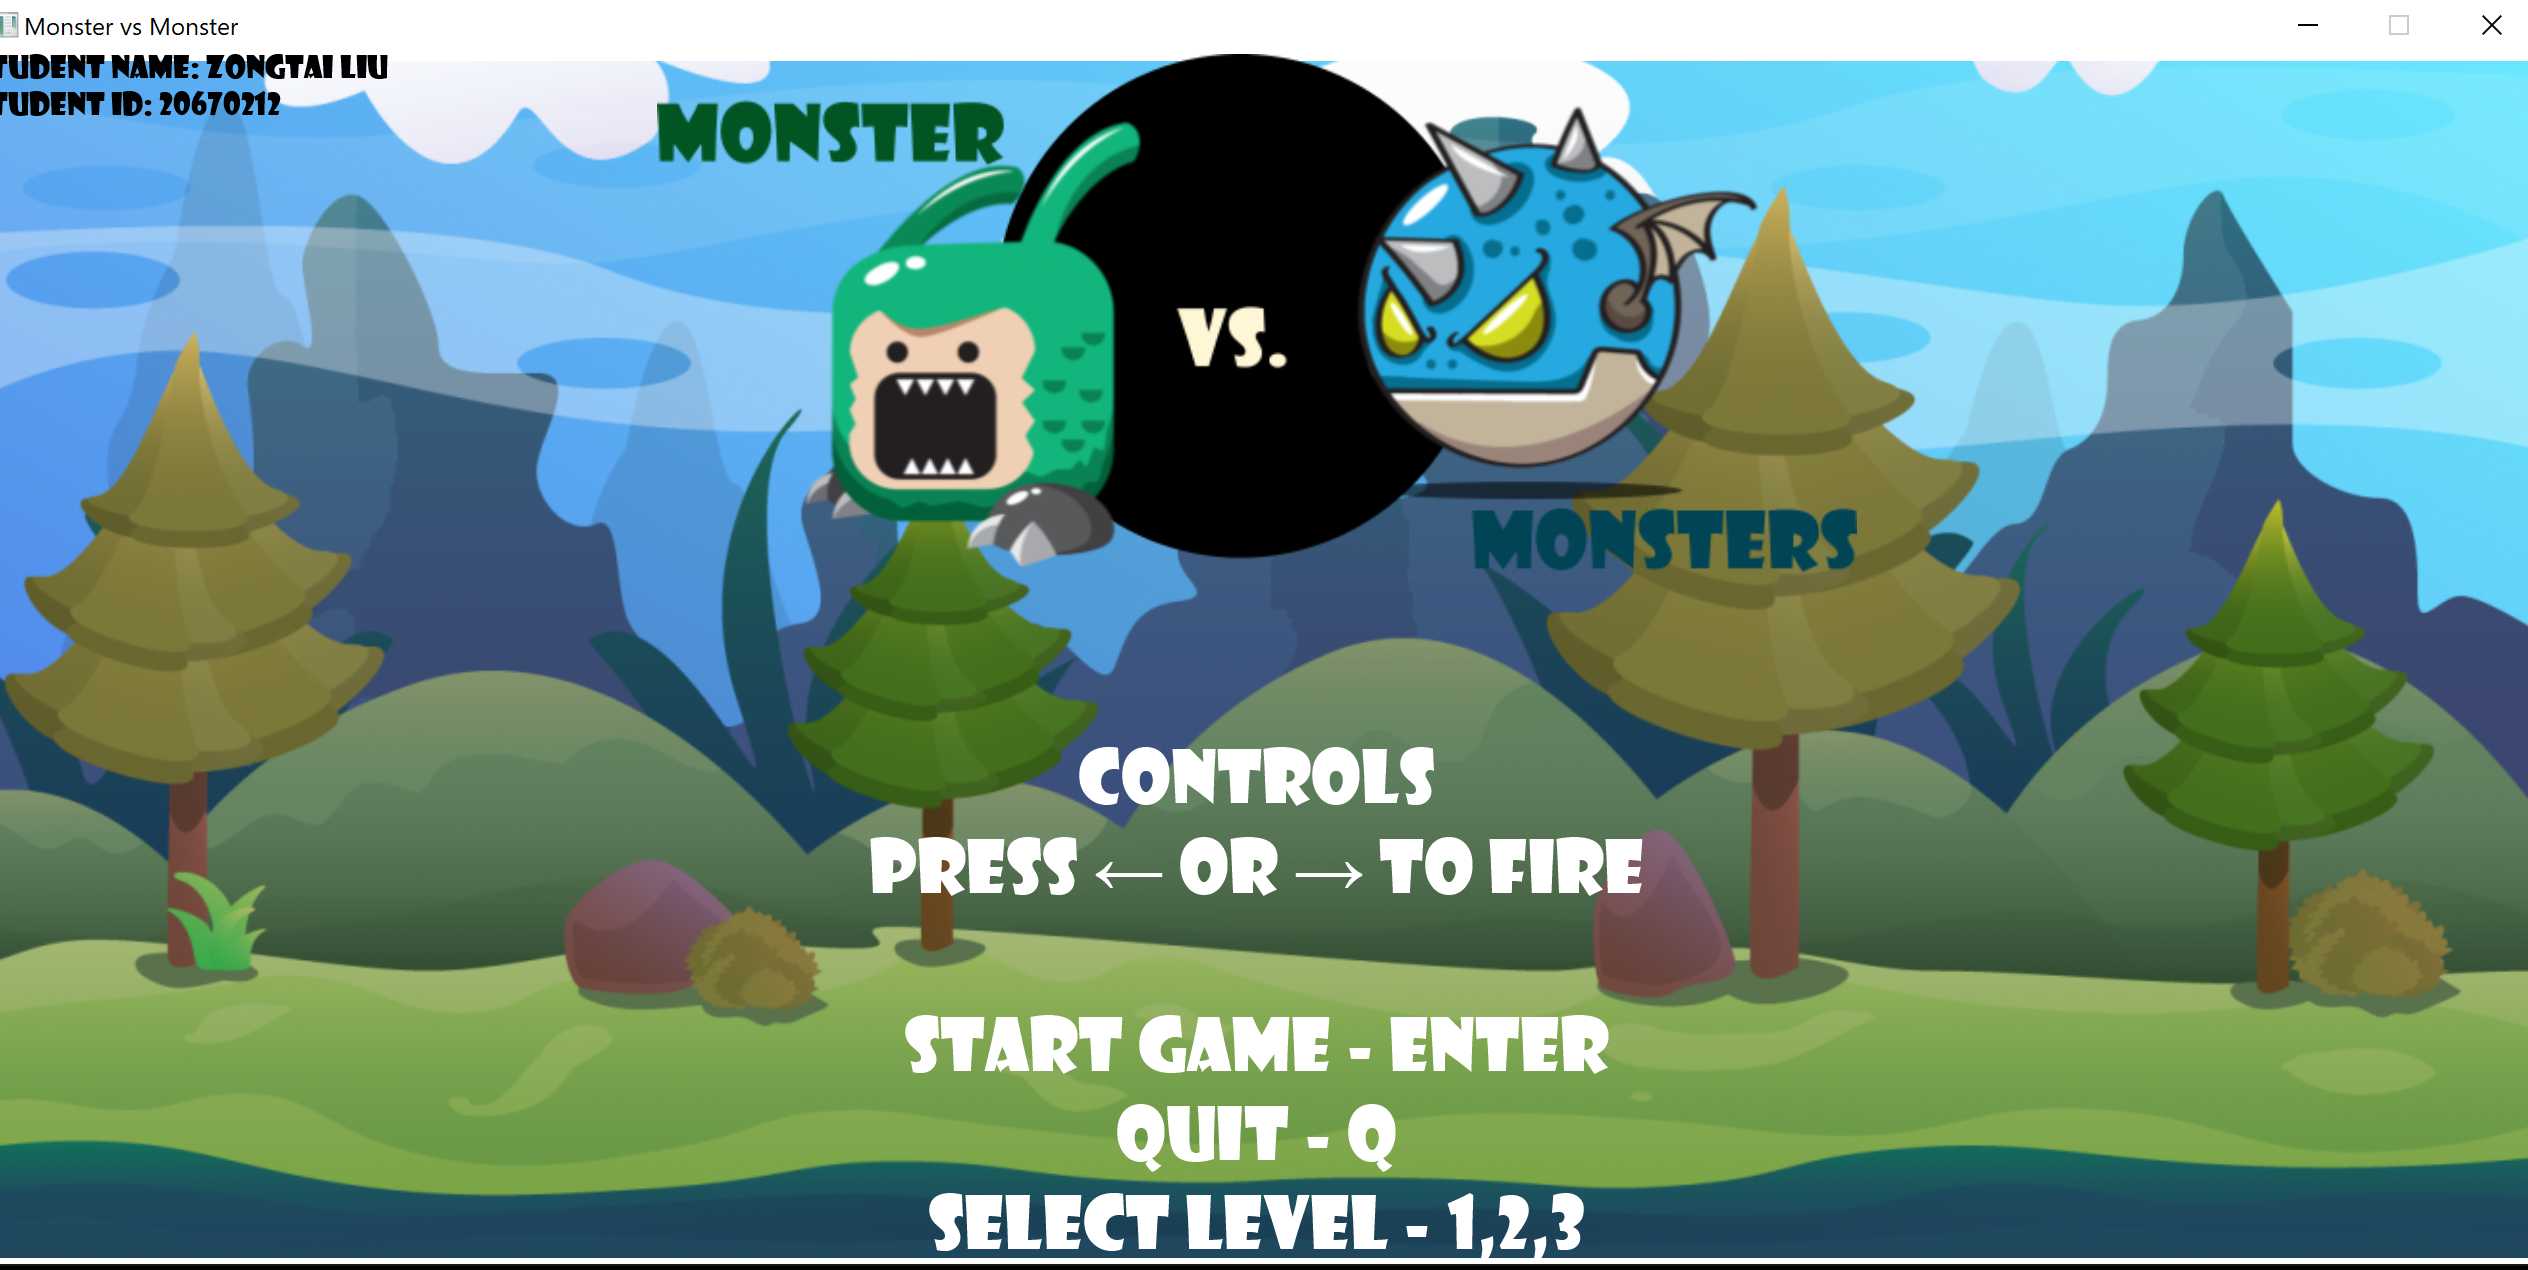 Monster vs Monster
TUDENT NAME: ZONGTAI LIU
TUDENT ID: 20670212
MONSTER
VS.
MONSTERS
CONTROLS
PRESS ← OR → TO FIRE
START GAME - ENTER
QUIT - Q
SELECT LEVEL - 1,2,3